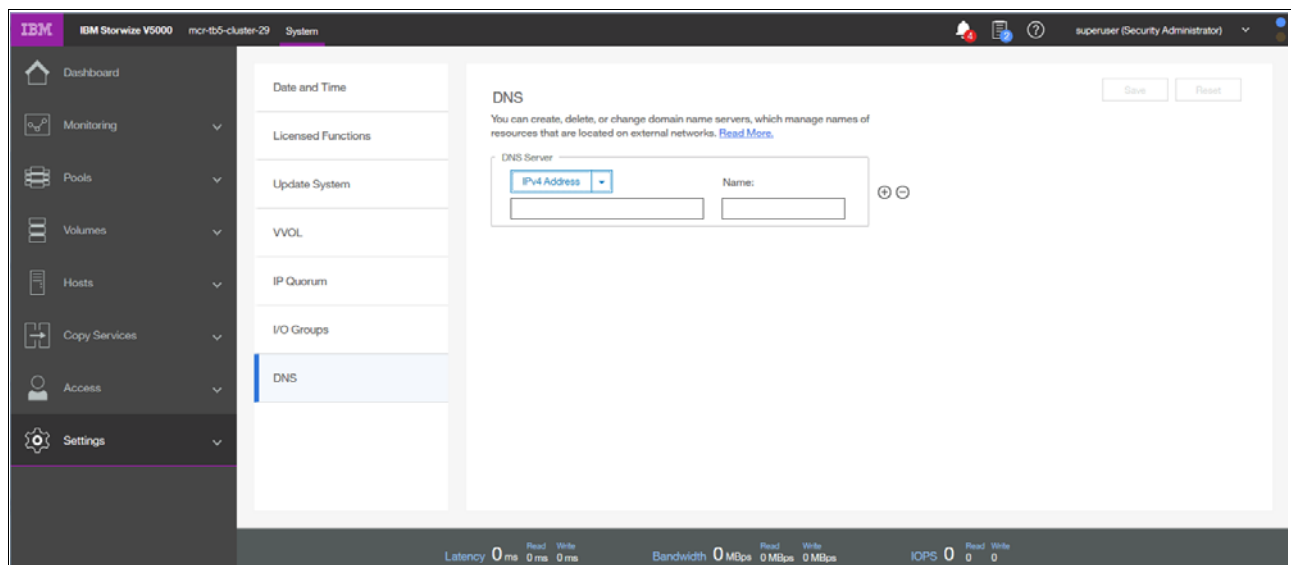 IBM IBM Storwize V5000 mcr-tb5-cluster-29 System 4 2 ? superuser (Security Administrator)
Dashboard
Monitoring
Pools
Volumes
Hosts
Copy Services
Access
Settings
Date and Time
Licensed Functions
Update System
VVOL
IP Quorum
I/O Groups
DNS
DNS
Save Reset
You can create, delete, or change domain name servers, which manage names of
resources that are located on external networks. Read More.
DNS Server
IPv4 Address Name:
Latency 0 ms Read 0 ms Write 0 ms Bandwidth 0 MBps Read 0 MBps Write 0 MBps IOPS 0 Read 0 Write 0